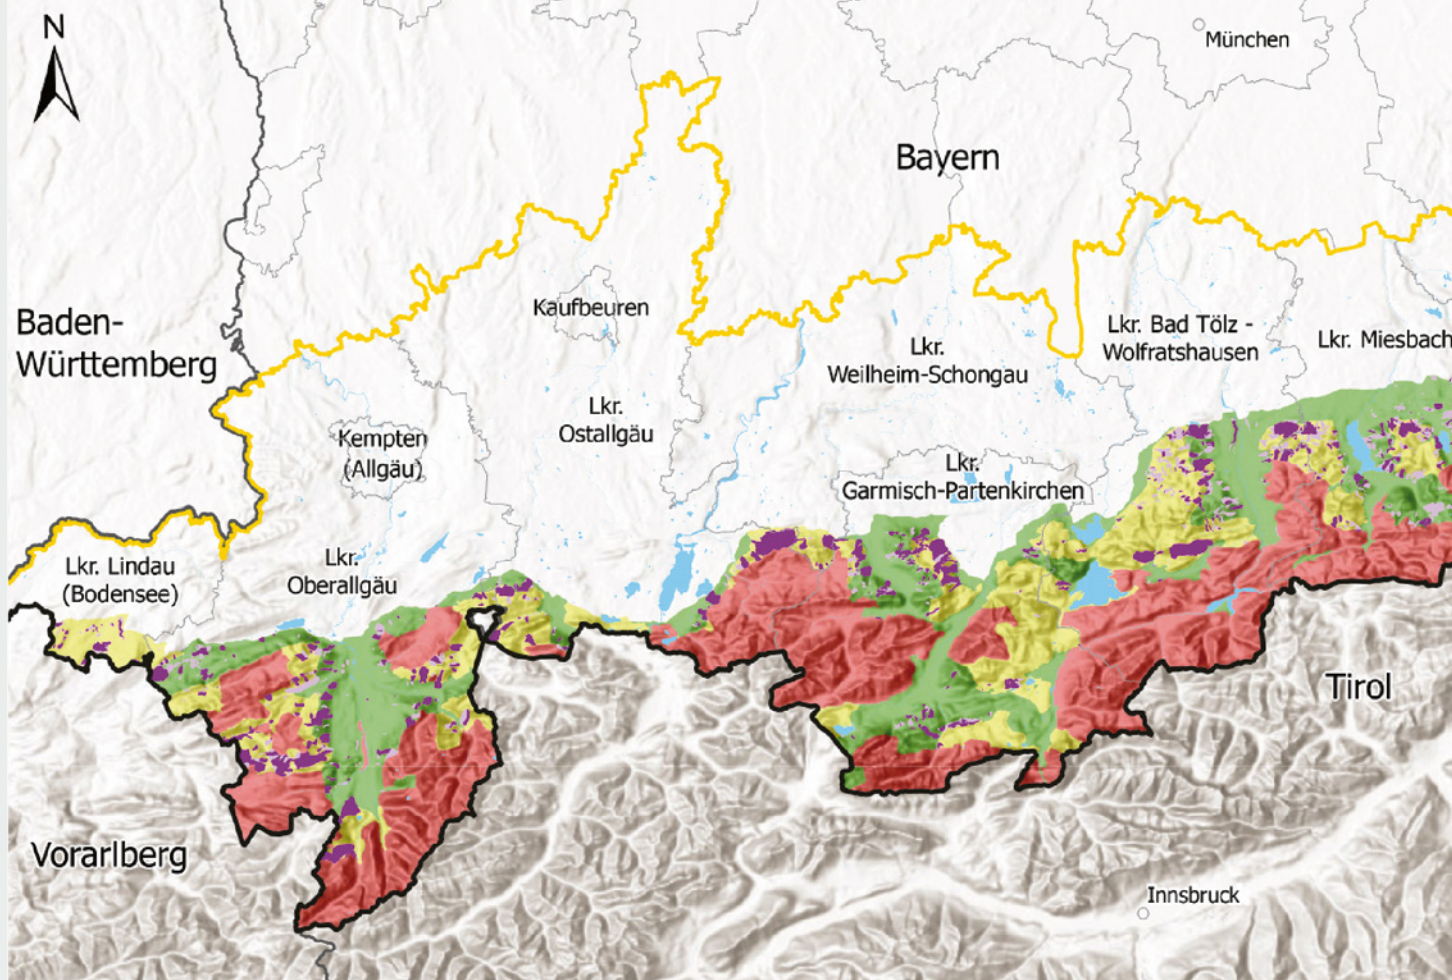 N
München
Bayern
Kaufbeuren
Baden-
Württemberg
Lkr. Bad Tölz -
Wolfratshausen
Lkr. Miesbach
Lkr.
Weilheim-Schongau
Lkr.
Ostallgäu
Kempten
(Allgäu)
Lkr.
Garmisch-Partenkirchen
Lkr. Lindau
(Bodensee)
Lkr.
Oberallgäu
Tirol
Vorarlberg
Innsbruck